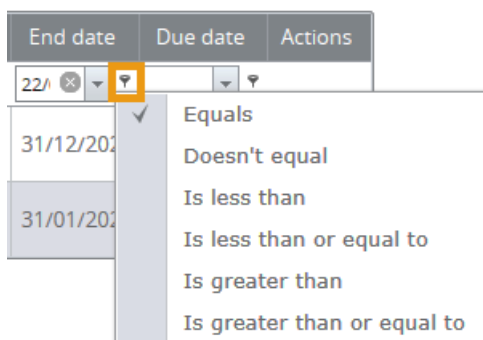 End date Due date Actions
22/
Equals
31/12/202
Doesn't equal
Is less than
31/01/202
Is less than or equal to
Is greater than
Is greater than or equal to